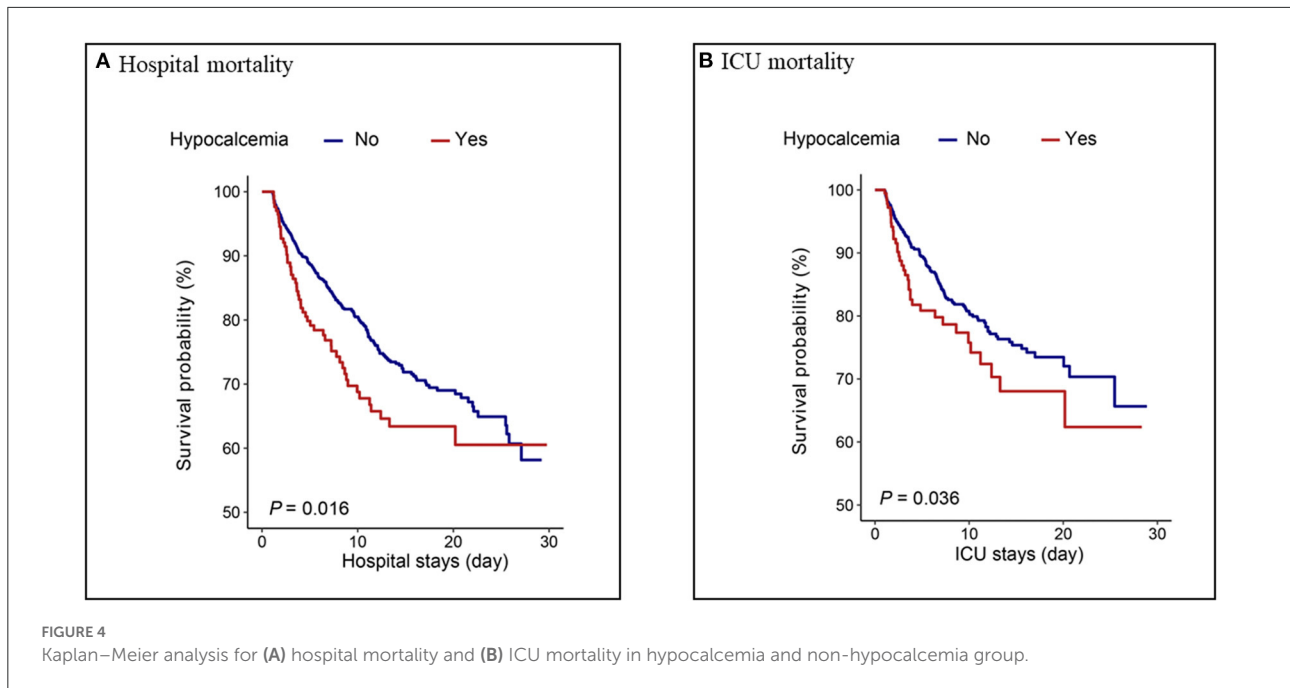 A Hospital mortality
Hypocalcemia No Yes
100
90
80
70
60
50
Survival probability (%)
P = 0.016
0 10 20 30
Hospital stays (day)
B ICU mortality
Hypocalcemia No Yes
100
90
80
70
60
50
Survival probability (%)
P = 0.036
0 10 20 30
ICU stays (day)
FIGURE 4
Kaplan–Meier analysis for (A) hospital mortality and (B) ICU mortality in hypocalcemia and non-hypocalcemia group.